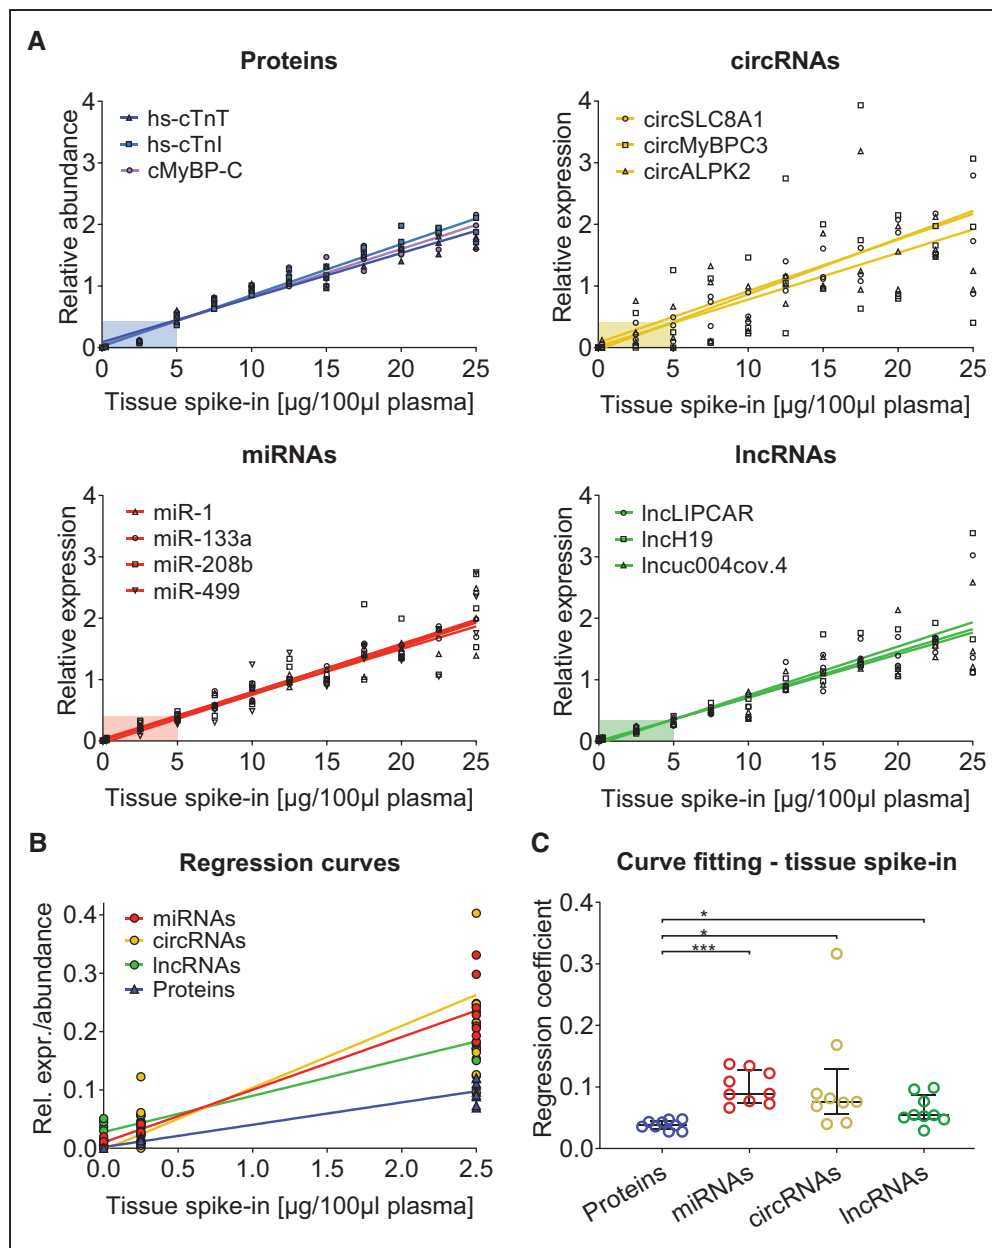 A
Proteins
Relative abundance
4
3
2
1
0
hs-cTnT
hs-cTnI
cMyBP-C
0 5 10 15 20 25
Tissue spike-in [µg/100µl plasma]
circRNAs
Relative expression
4
3
2
1
0
circSLC8A1
circMyBPC3
circALPK2
0 5 10 15 20 25
Tissue spike-in [µg/100µl plasma]
miRNAs
Relative expression
4
3
2
1
0
miR-1
miR-133a
miR-208b
miR-499
0 5 10 15 20 25
Tissue spike-in [µg/100µl plasma]
lncRNAs
Relative expression
4
3
2
1
0
lncLIPCAR
lncH19
lncuc004cov.4
0 5 10 15 20 25
Tissue spike-in [µg/100µl plasma]
B
Regression curves
Rel. expr./abundance
0.4
0.3
0.2
0.1
0.0
miRNAs
circRNAs
lncRNAs
Proteins
0.0 0.5 1.0 1.5 2.0 2.5
Tissue spike-in [µg/100µl plasma]
C
Curve fitting - tissue spike-in
Regression coefficient
0.4
0.3
0.2
0.1
0.0
*
*
***
Proteins
miRNAs
circRNAs
lncRNAs